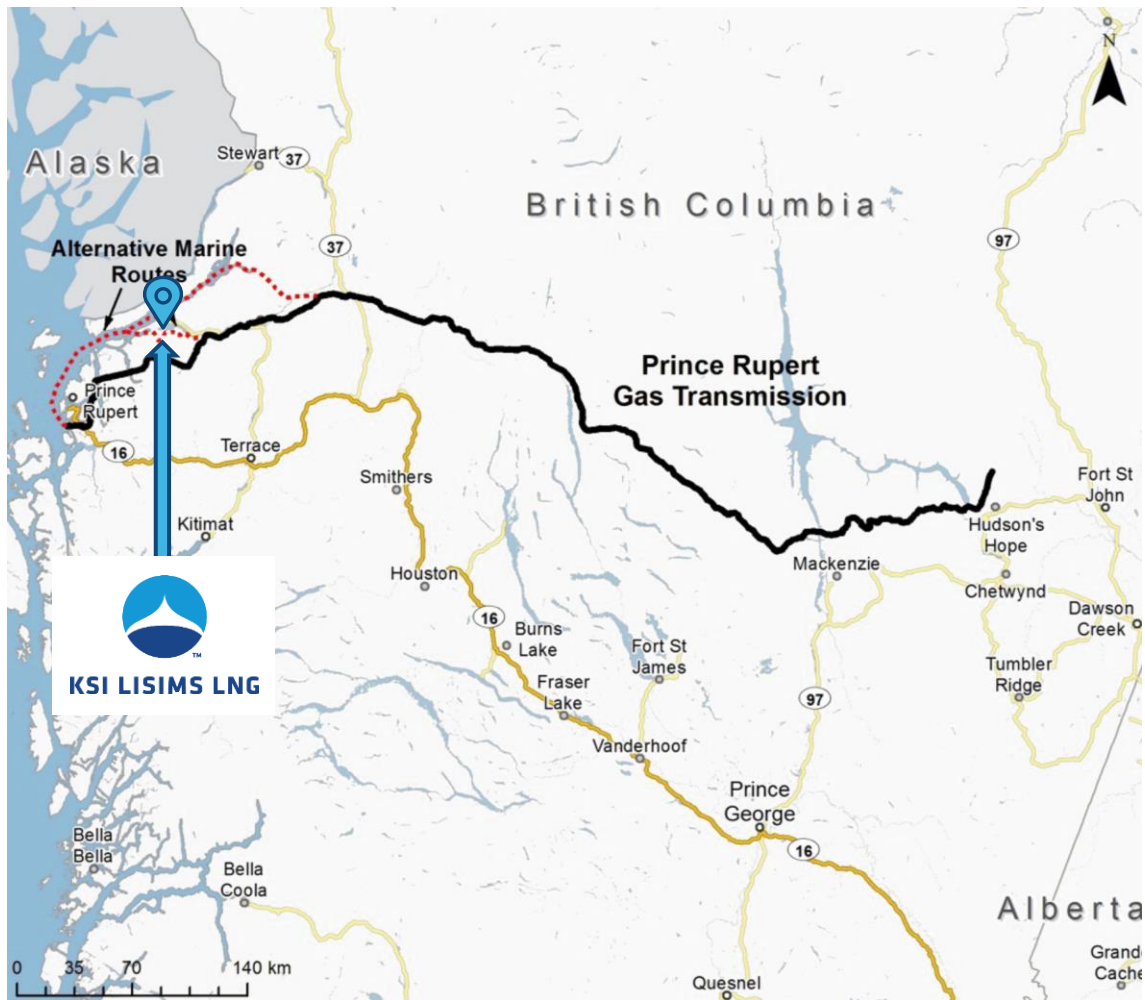 N
Alaska
Stewart
37
British Columbia
37
97
Alternative Marine
Routes
Prince Rupert
Gas Transmission
Prince
Rupert
16
Terrace
Smithers
Fort St
John
Kitimat
Hudson's
Hope
Houston
Mackenzie
Chetwynd
Dawson
Creek
16
Burns
Lake
Fort St
James
Tumbler
Ridge
™
KSI LISIMS LNG
Fraser
Lake
97
Vanderhoof
Prince
George
16
Bella
Bella
Bella
Coola
Alberta
Grande
Cache
0 35 70 140 km
Quesnel